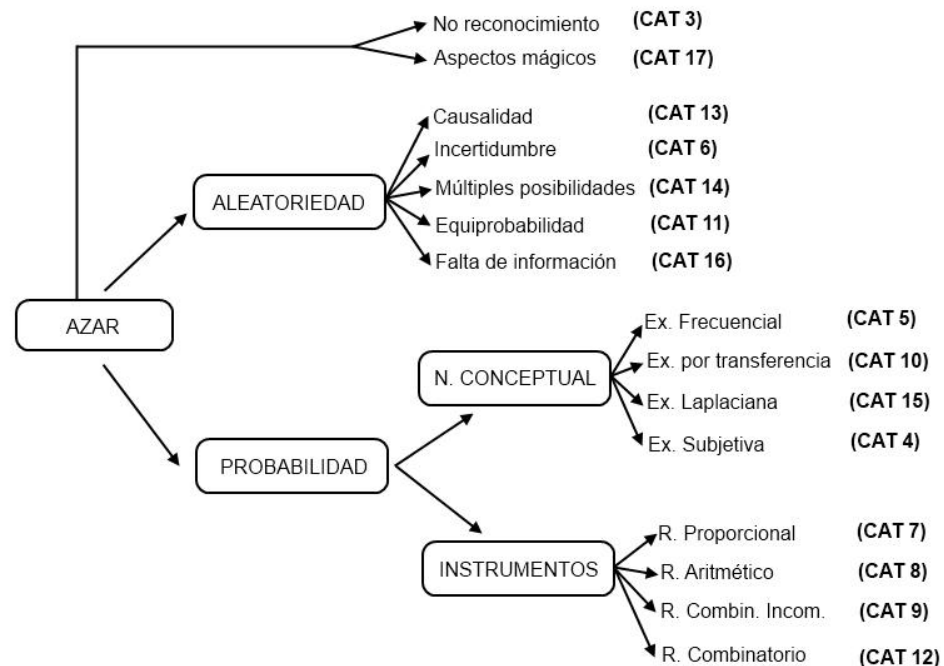 No reconocimiento (CAT 3)
Aspectos mágicos (CAT 17)
Causalidad (CAT 13)
Incertidumbre (CAT 6)
ALEATORIEDAD
Múltiples posibilidades (CAT 14)
Equiprobabilidad (CAT 11)
Falta de información (CAT 16)
AZAR
Ex. Frecuencial (CAT 5)
Ex. por transferencia (CAT 10)
N. CONCEPTUAL
Ex. Laplaciana (CAT 15)
Ex. Subjetiva (CAT 4)
PROBABILIDAD
R. Proporcional (CAT 7)
INSTRUMENTOS
R. Aritmético (CAT 8)
R. Combin. Incom. (CAT 9)
R. Combinatorio (CAT 12)